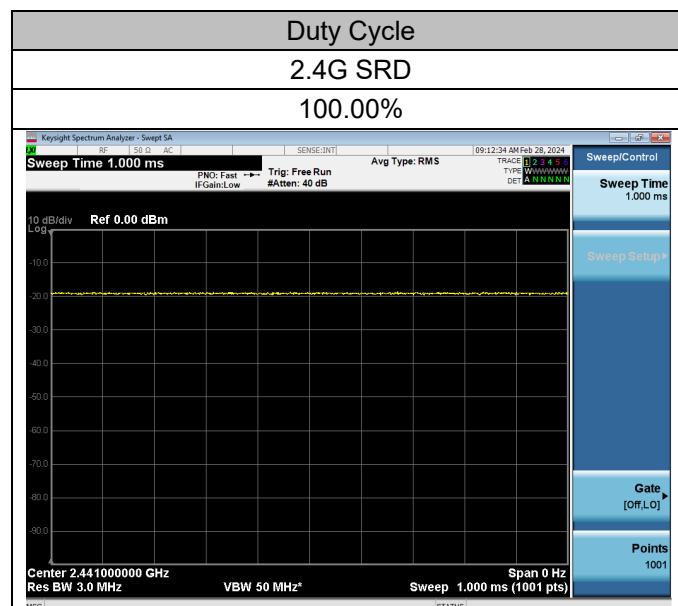 Duty Cycle
2.4G SRD
100.00%
Keysight Spectrum Analyzer - Swept SA
RF 50 Ω AC SENSE:INT 09:12:34 AM Feb 28, 2024
Sweep Time 1.000 ms
PNO: Fast
IFGain:Low
Trig: Free Run
#Atten: 40 dB
Avg Type: RMS
TRACE 1 2 3 4 5 6
TYPE WWWWWW
DET A N N N N N
Sweep/Control
Sweep Time
1.000 ms
Sweep Setup
10 dB/div Ref 0.00 dBm
Log
-10.0
-20.0
-30.0
-40.0
-50.0
-60.0
-70.0
-80.0
-90.0
Gate
[Off,LO]
Points
1001
Center 2.441000000 GHz Span 0 Hz
Res BW 3.0 MHz VBW 50 MHz* Sweep 1.000 ms (1001 pts)